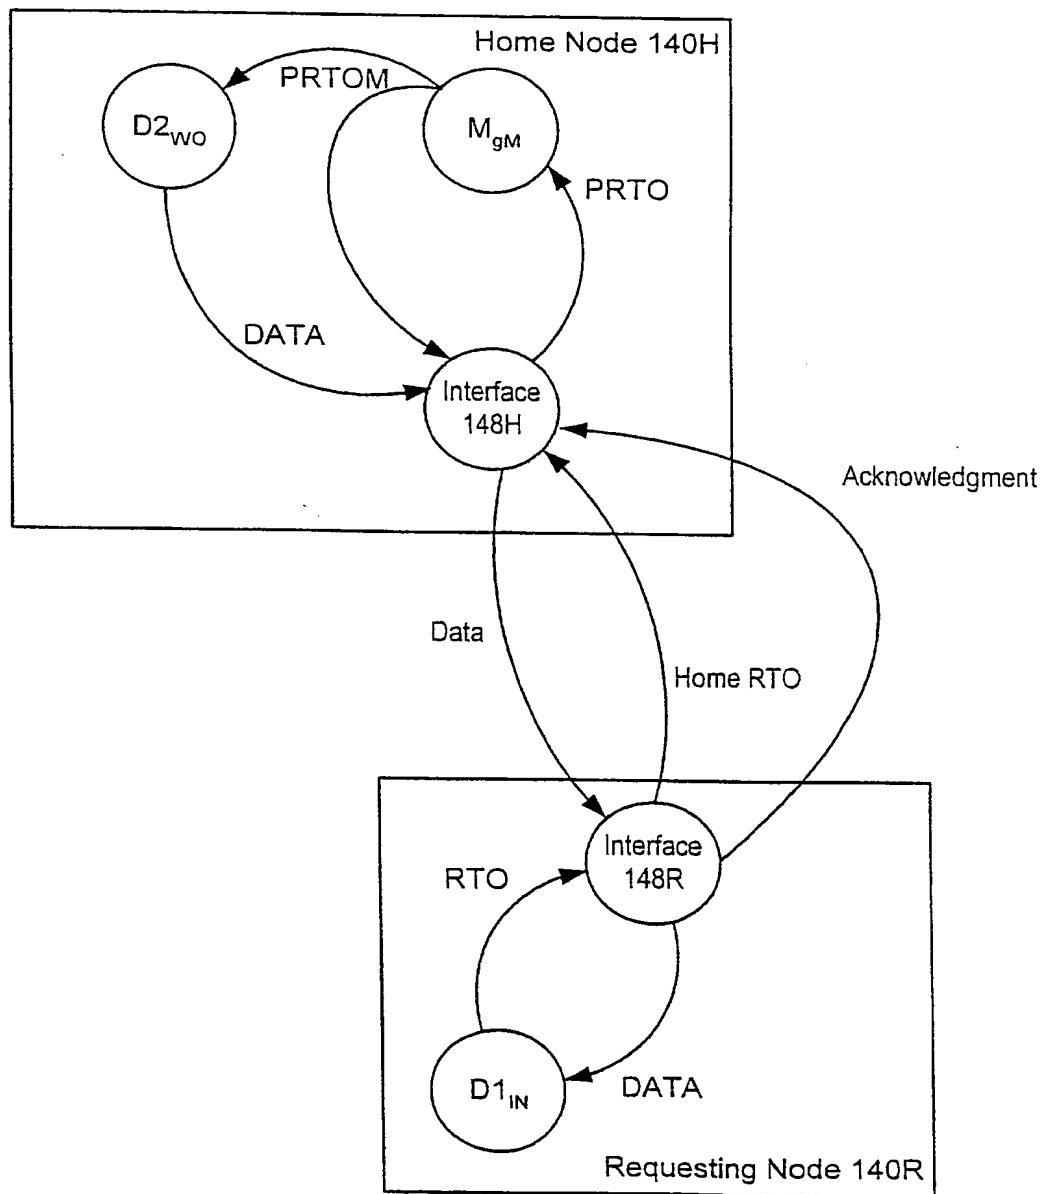 Home Node 140H
PRTOM
D2WO
MgM
PRTO
DATA
Interface
148H
Acknowledgment
Data
Home RTO
Interface
148R
RTO
D1IN
DATA
Requesting Node 140R